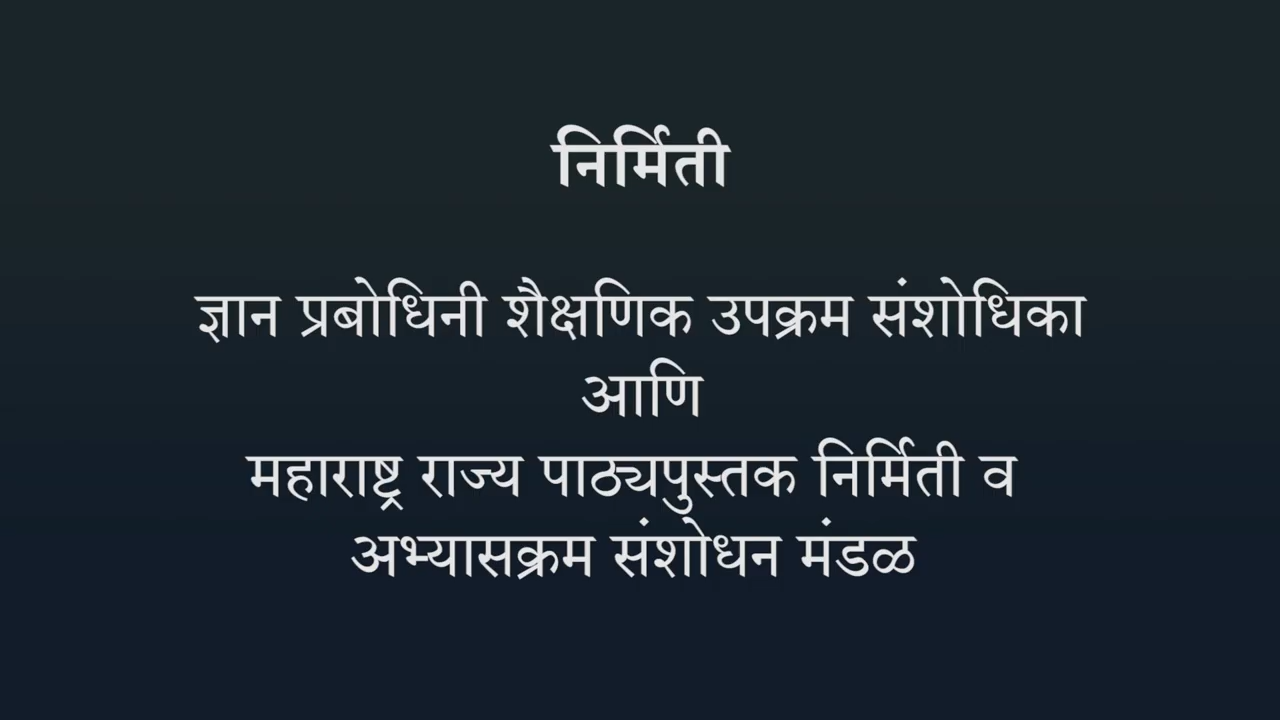 निर्मिती
ज्ञान प्रबोधिनी शैक्षणिक उपक्रम संशोधिका
आणि
महाराष्ट्र राज्य पाठ्यपुस्तक निर्मिती व
अभ्यासक्रम संशोधन मंडळ